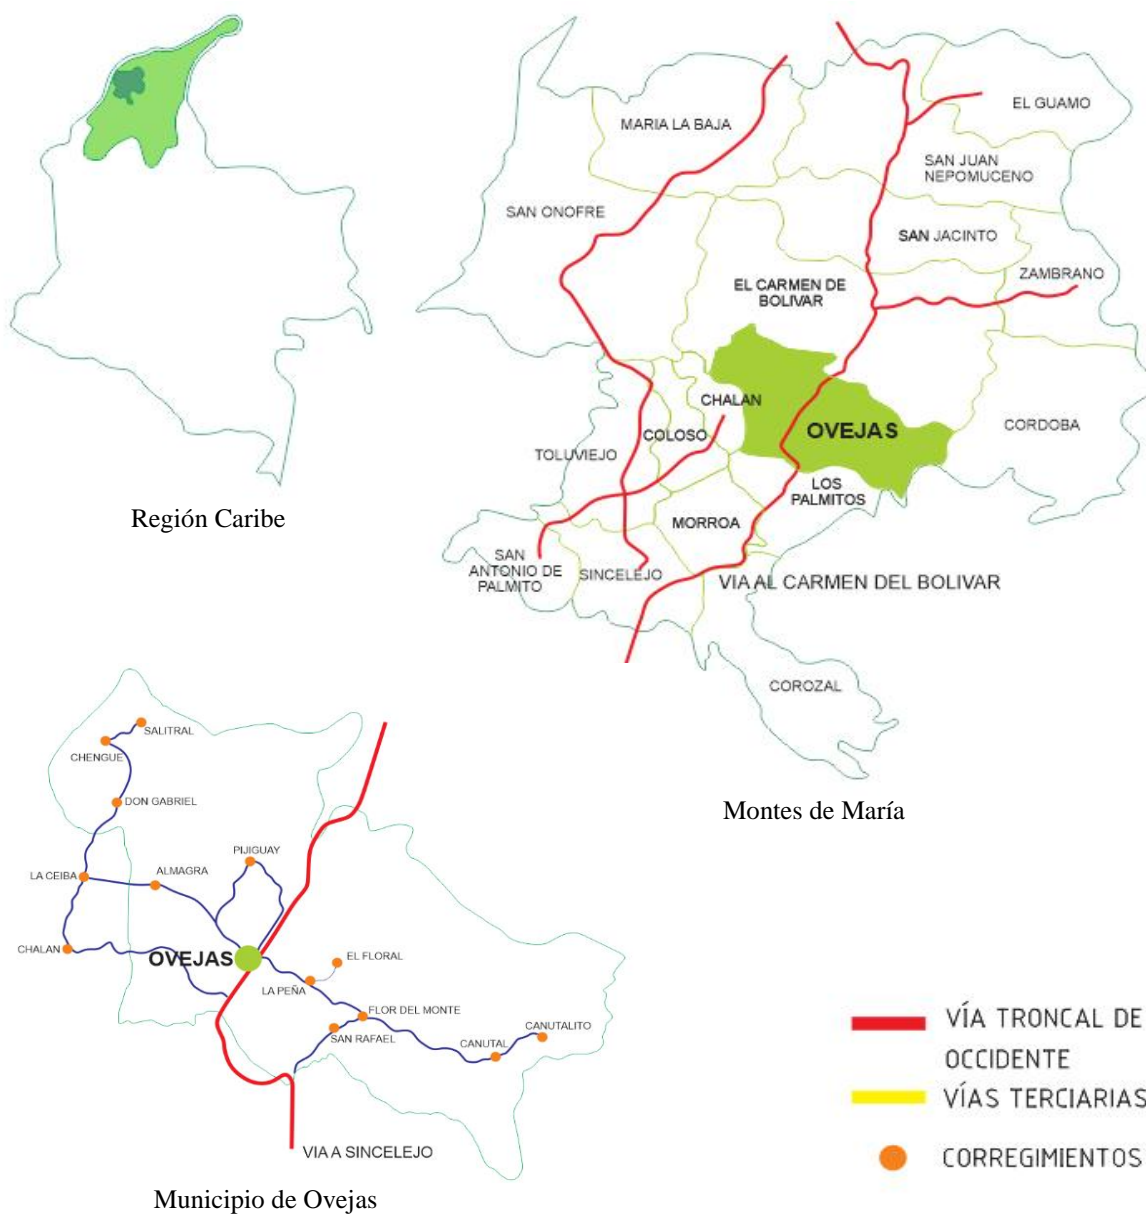 Región Caribe
MARIA LA BAJA
EL GUAMO
SAN JUAN
NEPOMUCENO
SAN ONOFRE
SAN JACINTO
ZAMBRANO
EL CARMEN DE
BOLIVAR
CHALAN
OVEJAS
CORDOBA
COLOSO
TOLUVIEJO
LOS
PALMITOS
MORROA
SAN
ANTONIO DE
PALMITO
SINCELEJO
VIA AL CARMEN DEL BOLIVAR
COROZAL
Montes de María
SALITRAL
CHENGUE
DON GABRIEL
PIJIGUAY
LA CEIBA
ALMAGRA
CHALAN
OVEJAS
EL FLORAL
LA PEÑA
FLOR DEL MONTE
SAN RAFAEL
CANUTALITO
CANUTAL
VIA A SINCELEJO
Municipio de Ovejas
VÍA TRONCAL DE
OCCIDENTE
VÍAS TERCIARIAS
CORREGIMIENTOS